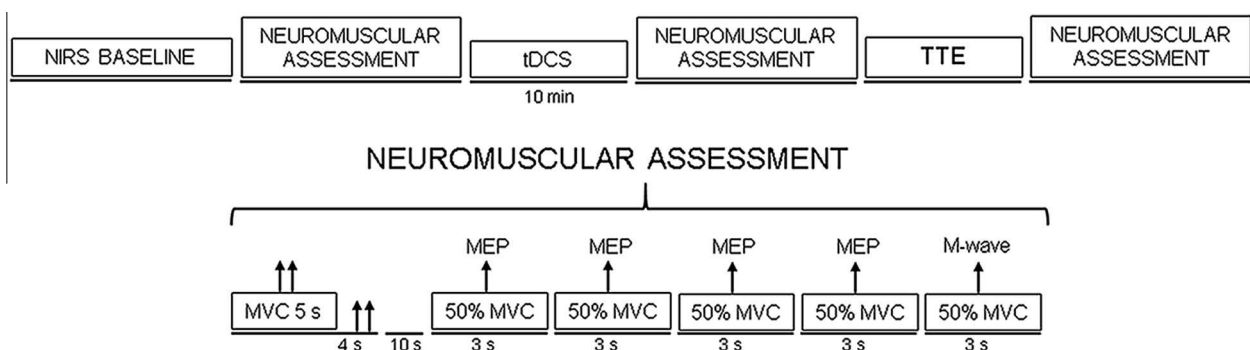 NIRS BASELINE
NEUROMUSCULAR
ASSESSMENT
tDCS
10 min
NEUROMUSCULAR
ASSESSMENT
TTE
NEUROMUSCULAR
ASSESSMENT
NEUROMUSCULAR ASSESSMENT
MEP MEP MEP MEP M-wave
MVC 5 s 50% MVC 50% MVC 50% MVC 50% MVC 50% MVC
4 s 10 s 3 s 3 s 3 s 3 s 3 s